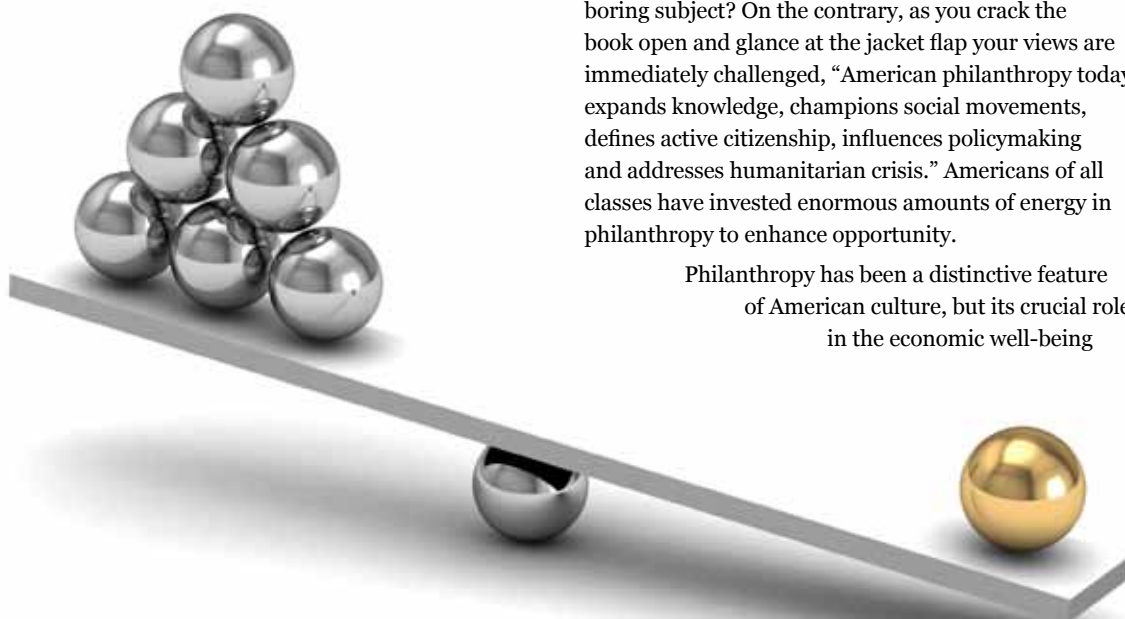 boring subject? On the contrary, as you crack the
book open and glance at the jacket flap your views are
immediately challenged, “American philanthropy today
expands knowledge, champions social movements,
defines active citizenship, influences policymaking
and addresses humanitarian crisis.” Americans of all
classes have invested enormous amounts of energy in
philanthropy to enhance opportunity.
Philanthropy has been a distinctive feature
of American culture, but its crucial role
in the economic well-being